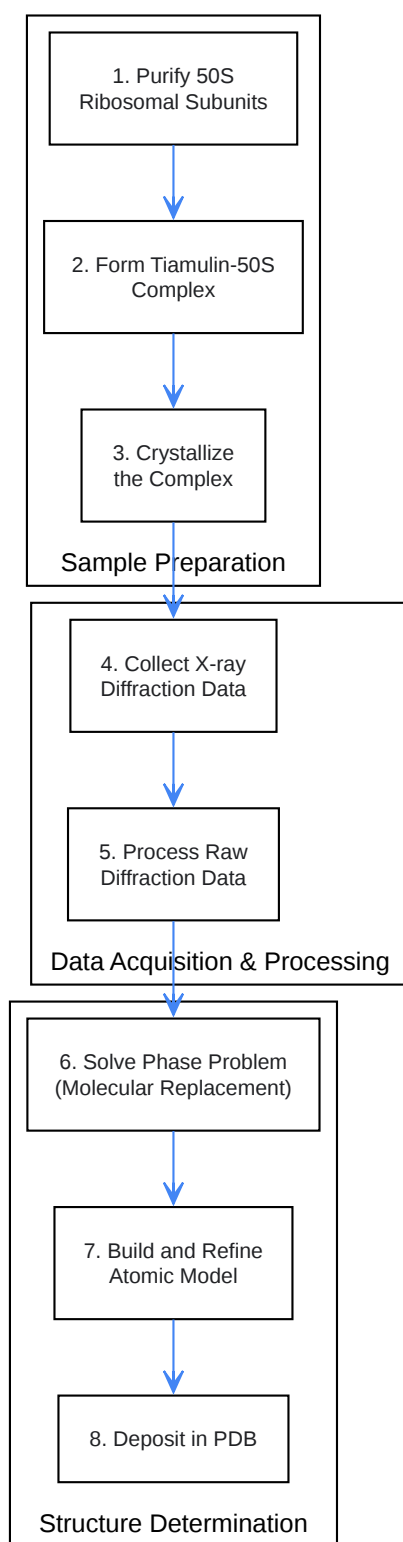 1. Purify 50S
Ribosomal Subunits
2. Form Tiamulin-50S
Complex
3. Crystallize
the Complex
Sample Preparation
4. Collect X-ray
Diffraction Data
5. Process Raw
Diffraction Data
Data Acquisition & Processing
6. Solve Phase Problem
(Molecular Replacement)
7. Build and Refine
Atomic Model
8. Deposit in PDB
Structure Determination